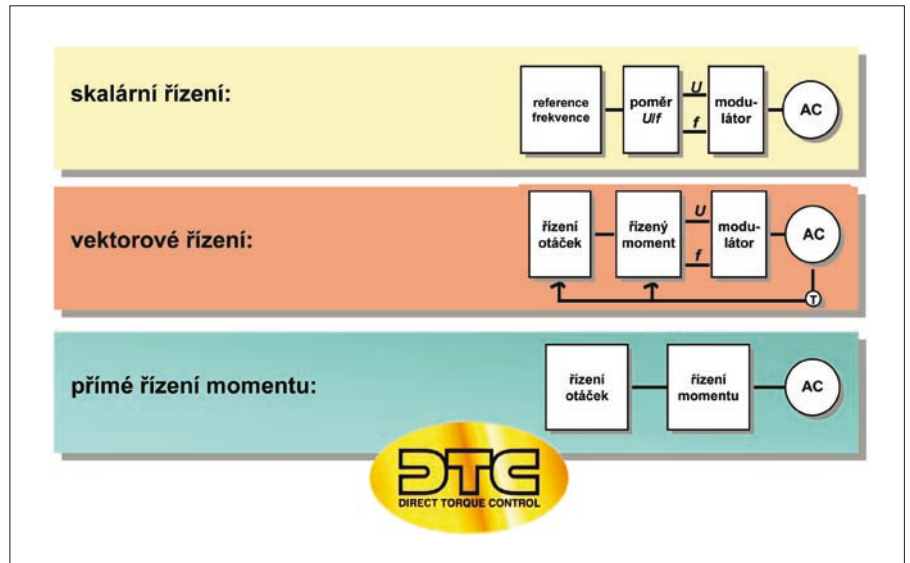 skalární řízení:
reference
frekvence
poměr
U/f
U
f
modu-
látor
AC
vektorové řízení:
řízení
otáček
řízený
moment
U
f
modu-
látor
AC
T
přímé řízení momentu:
řízení
otáček
řízení
momentu
AC
DTC
DIRECT TORQUE CONTROL